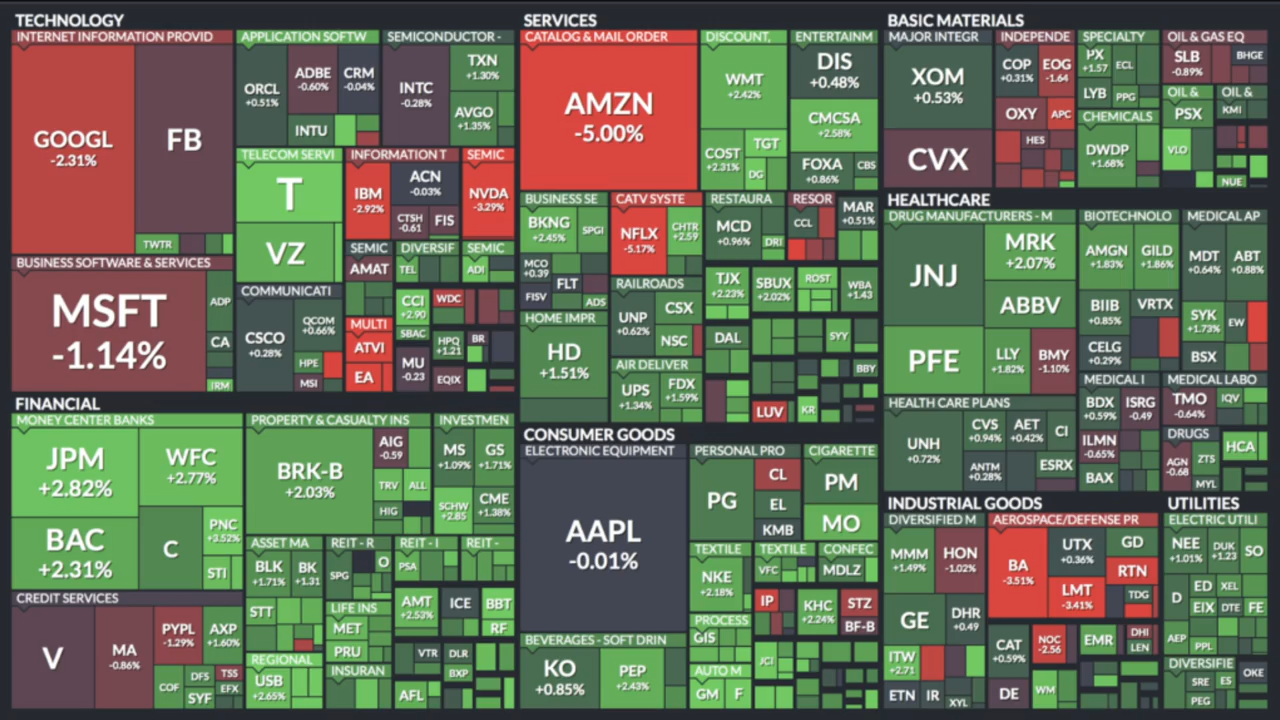 TECHNOLOGY
INTERNET INFORMATION PROVID
GOOGL
-2.31%
FB
TWTR
APPLICATION SOFTW
ORCL
+0.51%
ADBE
-0.60%
CRM
-0.04%
INTU
SEMICONDUCTOR -
INTC
-0.28%
TXN
+1.30%
AVGO
+1.35%
TELECOM SERVI
T
VZ
INFORMATION T
IBM
-2.92%
ACN
-0.03%
CTSH
-0.61
FIS
SEMIC
NVDA
-3.29%
BUSINESS SOFTWARE & SERVICES
MSFT
-1.14%
ADP
CA
IRM
COMMUNICATI
CSCO
+0.28%
QCOM
+0.66%
HPE
MSI
SEMIC
AMAT
MULTI
ATVI
EA
DIVERSIF
TEL
SEMIC
ADI
CCI
+2.90
SBAC
WDC
HPQ
+1.21
BR
MU
-0.23
EQIX
FINANCIAL
MONEY CENTER BANKS
JPM
+2.82%
WFC
+2.77%
BAC
+2.31%
C
PNC
+3.52%
STI
CREDIT SERVICES
V
MA
-0.86%
PYPL
-1.29%
AXP
+1.60%
COF
DFS
SYF
TSS
EFX
PROPERTY & CASUALTY INS
BRK-B
+2.03%
AIG
-0.59
TRV
ALL
HIG
INVESTMEN
MS
+1.09%
GS
+1.71%
SCHW
+2.85
CME
+1.38%
ASSET MA
BLK
+1.71%
BK
+1.31
STT
REIT - R
SPG
O
REIT - I
PSA
REIT -
LIFE INS
MET
PRU
AMT
+2.53%
ICE
BBT
RF
REGIONAL
USB
+2.65%
INSURAN
VTR
DLR
BXP
AFL
SERVICES
CATALOG & MAIL ORDER
AMZN
-5.00%
DISCOUNT,
WMT
+2.42%
COST
+2.31%
TGT
DG
ENTERTAINM
DIS
+0.48%
CMCSA
+2.58%
FOXA
+0.86%
CBS
BUSINESS SE
BKNG
+2.45%
SPGI
MCO
+0.39
FLT
FISV
ADS
CATV SYSTE
NFLX
-5.17%
CHTR
+2.59
RESTAURA
MCD
+0.96%
DRI
RESOR
CCL
MAR
+0.51%
RAILROADS
UNP
+0.62%
CSX
NSC
TJX
+2.23%
SBUX
+2.02%
ROST
WBA
+1.43
HOME IMPR
HD
+1.51%
DAL
SYY
BBY
AIR DELIVER
UPS
+1.34%
FDX
+1.59%
LUV
KR
CONSUMER GOODS
ELECTRONIC EQUIPMENT
AAPL
-0.01%
PERSONAL PRO
PG
CL
EL
KMB
CIGARETTE
PM
MO
TEXTILE
NKE
+2.18%
TEXTILE
VFC
CONFEC
MDLZ
IP
KHC
+2.24%
STZ
BF-B
PROCESS
GIS
BEVERAGES - SOFT DRIN
KO
+0.85%
PEP
+2.43%
JCI
AUTO M
GM
F
BASIC MATERIALS
MAJOR INTEGR
XOM
+0.53%
CVX
INDEPENDE
COP
+0.31%
EOG
-1.64
OXY
APC
HES
SPECIALTY
PX
+1.57
ECL
LYB
PPG
CHEMICALS
DWDP
+1.68%
OIL & GAS EQ
SLB
-0.89%
BHGE
OIL &
PSX
VLO
OIL &
KMI
NUE
HEALTHCARE
DRUG MANUFACTURERS - M
JNJ
MRK
+2.07%
ABBV
PFE
LLY
+1.82%
BMY
-1.10%
BIOTECHNOLO
AMGN
+1.83%
GILD
+1.86%
BIIB
+0.85%
VRTX
CELG
+0.29%
MEDICAL AP
MDT
+0.64%
ABT
+0.88%
SYK
+1.73%
EW
BSX
HEALTH CARE PLANS
UNH
+0.72%
CVS
+0.94%
AET
+0.42%
CI
ANTM
+0.28%
ESRX
MEDICAL I
BDX
+0.59%
ISRG
-0.49
ILMN
-0.65%
BAX
MEDICAL LABO
TMO
-0.64%
IQV
DRUGS
AGN
-0.68
ZTS
MYL
HCA
INDUSTRIAL GOODS
DIVERSIFIED M
MMM
+1.49%
HON
-1.02%
GE
DHR
+0.49
ITW
+2.71
ETN
IR
XYL
AEROSPACE/DEFENSE PR
BA
-3.51%
UTX
+0.36%
GD
LMT
-3.41%
RTN
TDG
CAT
+0.59%
NOC
-2.56
EMR
DHI
LEN
DE
WM
UTILITIES
ELECTRIC UTILI
NEE
+1.01%
DUK
+1.23
SO
D
ED
XEL
EIX
DTE
FE
AEP
PPL
DIVERSIFIE
SRE
ES
OKE
PEG